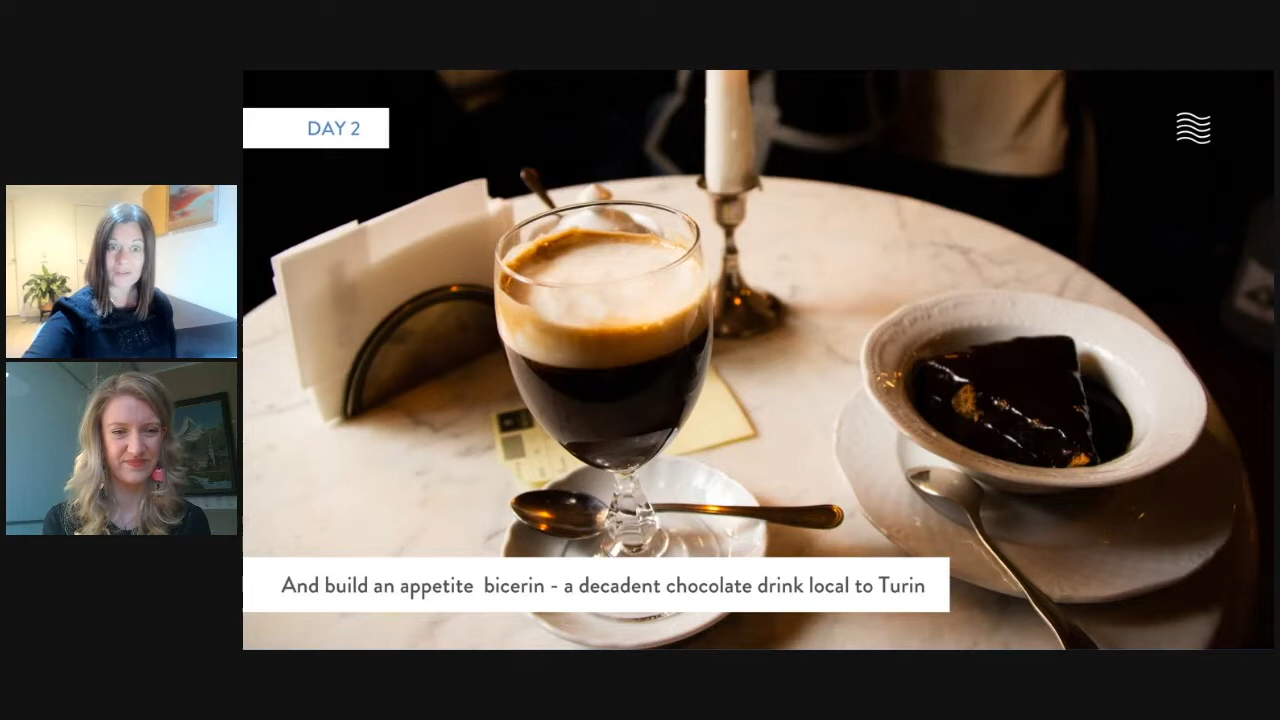 DAY 2
And build an appetite  bicerin - a decadent chocolate drink local to Turin